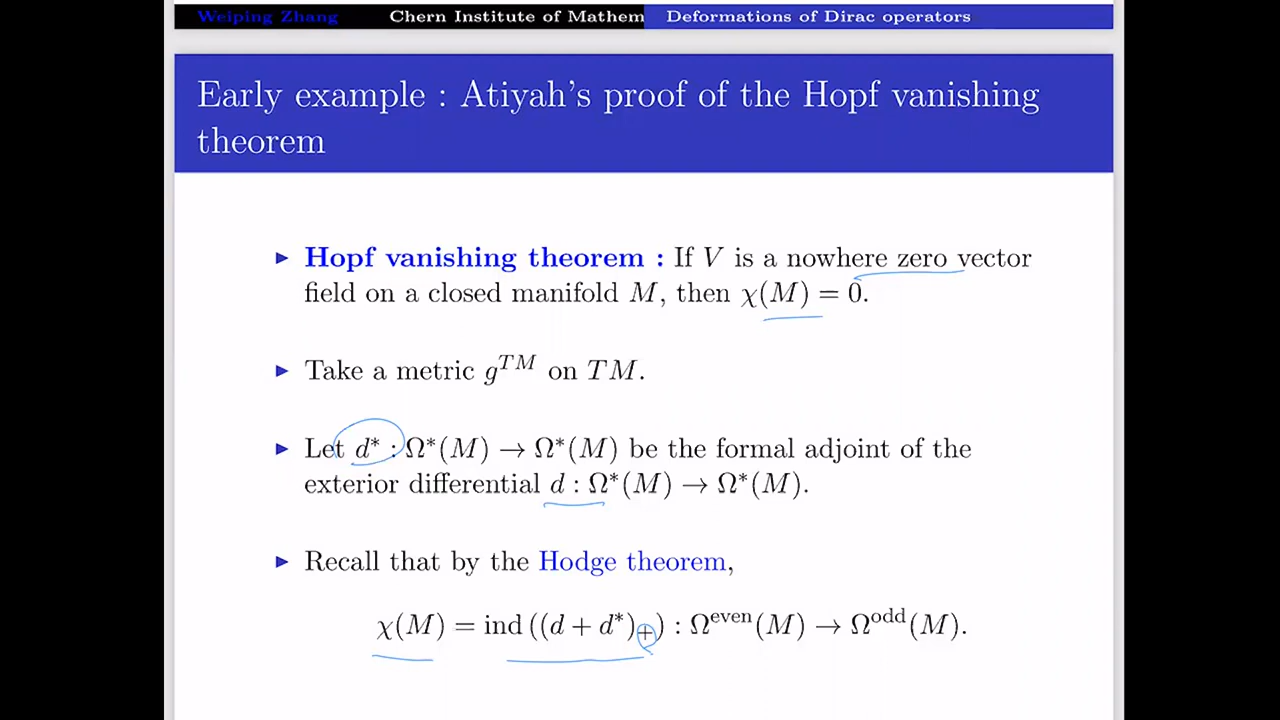 Weiping Zhang Chern Institute of Mathem Deformations of Dirac operators
Early example : Atiyah's proof of the Hopf vanishing
theorem
▶ Hopf vanishing theorem : If V is a nowhere zero vector
field on a closed manifold M, then χ(M) = 0.
▶ Take a metric g^{TM} on TM.
▶ Let d* : Ω*(M) → Ω*(M) be the formal adjoint of the
exterior differential d : Ω*(M) → Ω*(M).
▶ Recall that by the Hodge theorem,
χ(M) = ind ((d + d*)₊) : Ω^{even}(M) → Ω^{odd}(M).